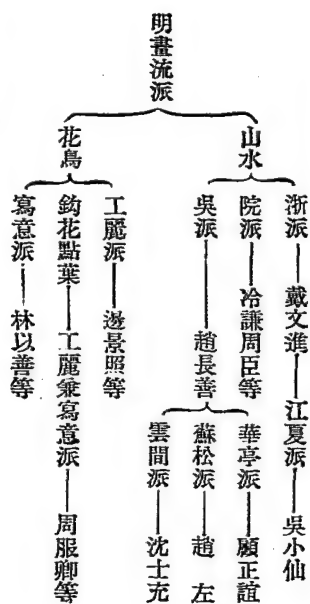 明畫流派
山水
浙派——戴文進——江夏派——吳小仙
院派——冷謙周臣等
吳派——趙長善
華亭派——顧正誼
蘇松派——趙左
雲間派——沈士充
花鳥
工麗派——邊景照等
鈎花點葉——工麗兼寫意派——周服卿等
寫意派——林以善等